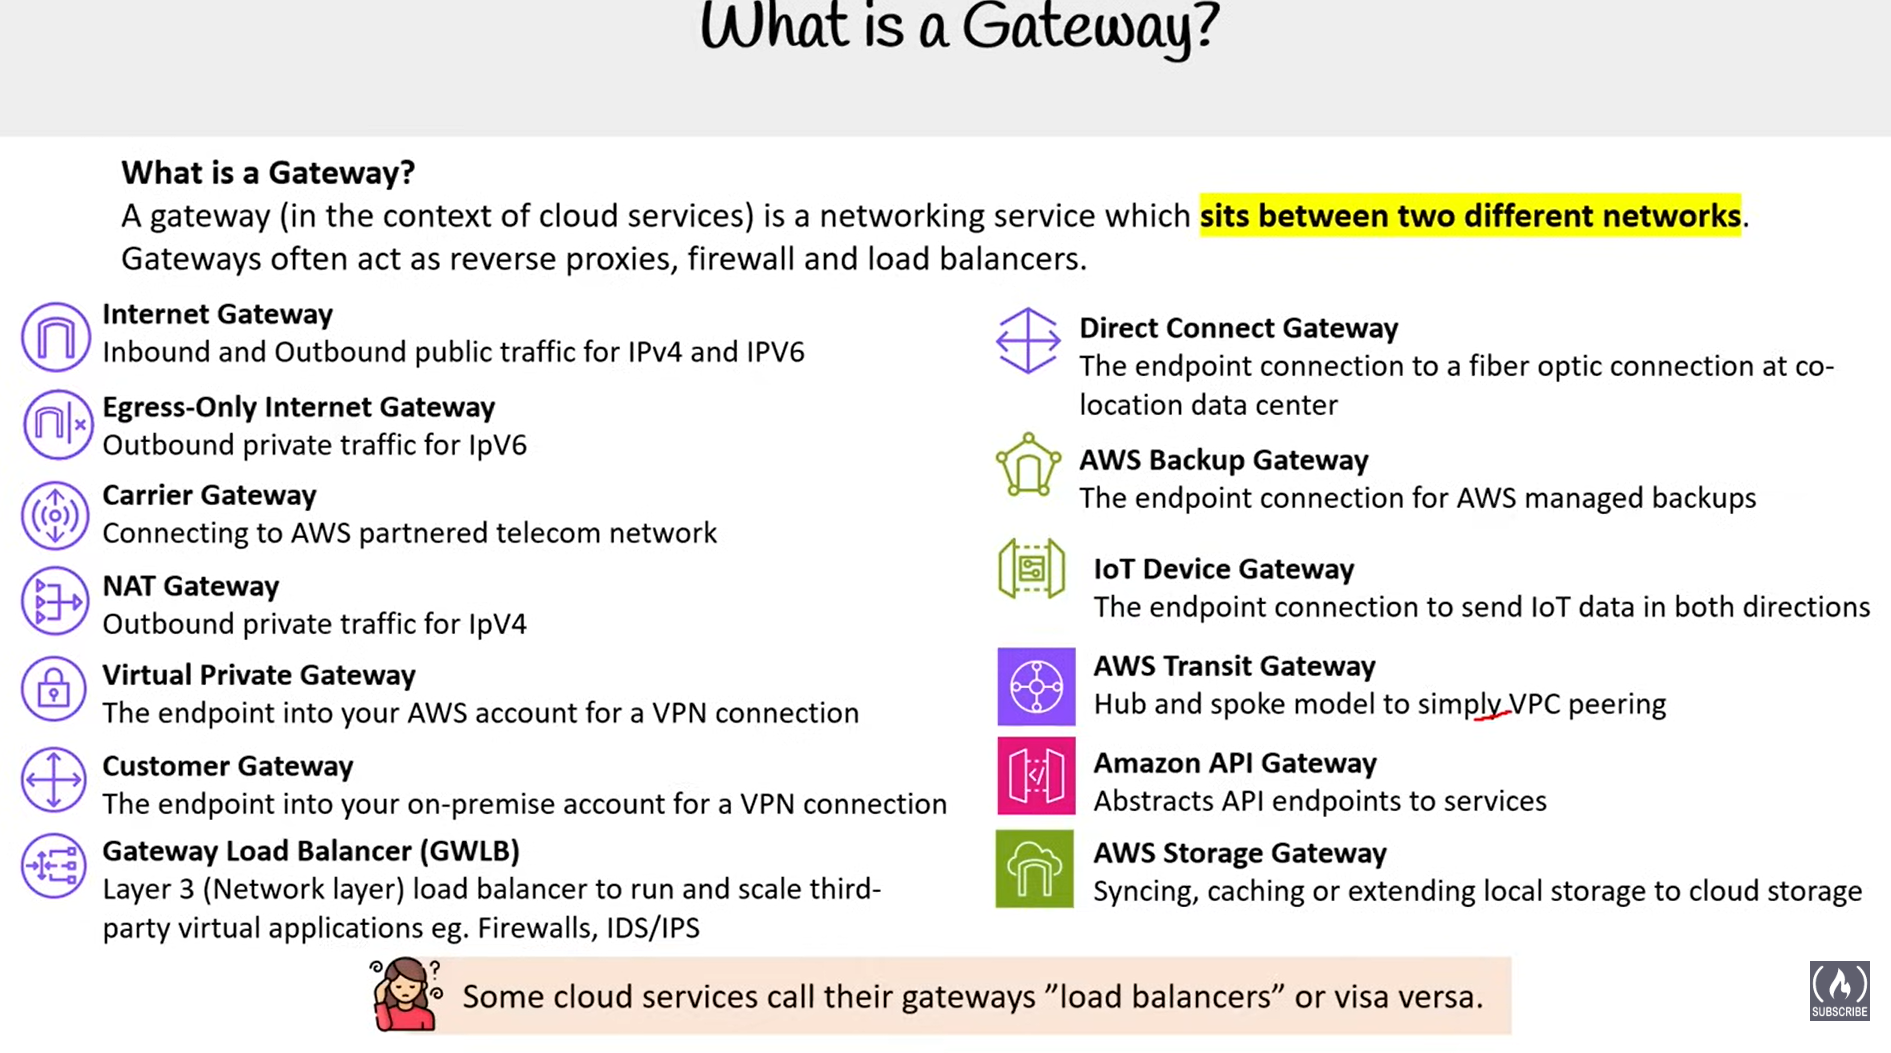 What is a Gateway?
What is a Gateway?
A gateway (in the context of cloud services) is a networking service which sits between two different networks.
Gateways often act as reverse proxies, firewall and load balancers.
Internet Gateway
Inbound and Outbound public traffic for IPv4 and IPV6
Egress-Only Internet Gateway
Outbound private traffic for IpV6
Carrier Gateway
Connecting to AWS partnered telecom network
NAT Gateway
Outbound private traffic for IpV4
Virtual Private Gateway
The endpoint into your AWS account for a VPN connection
Customer Gateway
The endpoint into your on-premise account for a VPN connection
Gateway Load Balancer (GWLB)
Layer 3 (Network layer) load balancer to run and scale third-
party virtual applications eg. Firewalls, IDS/IPS
Direct Connect Gateway
The endpoint connection to a fiber optic connection at co-
location data center
AWS Backup Gateway
The endpoint connection for AWS managed backups
IoT Device Gateway
The endpoint connection to send IoT data in both directions
AWS Transit Gateway
Hub and spoke model to simply VPC peering
Amazon API Gateway
Abstracts API endpoints to services
AWS Storage Gateway
Syncing, caching or extending local storage to cloud storage
Some cloud services call their gateways ”load balancers” or visa versa.
SUBSCRIBE